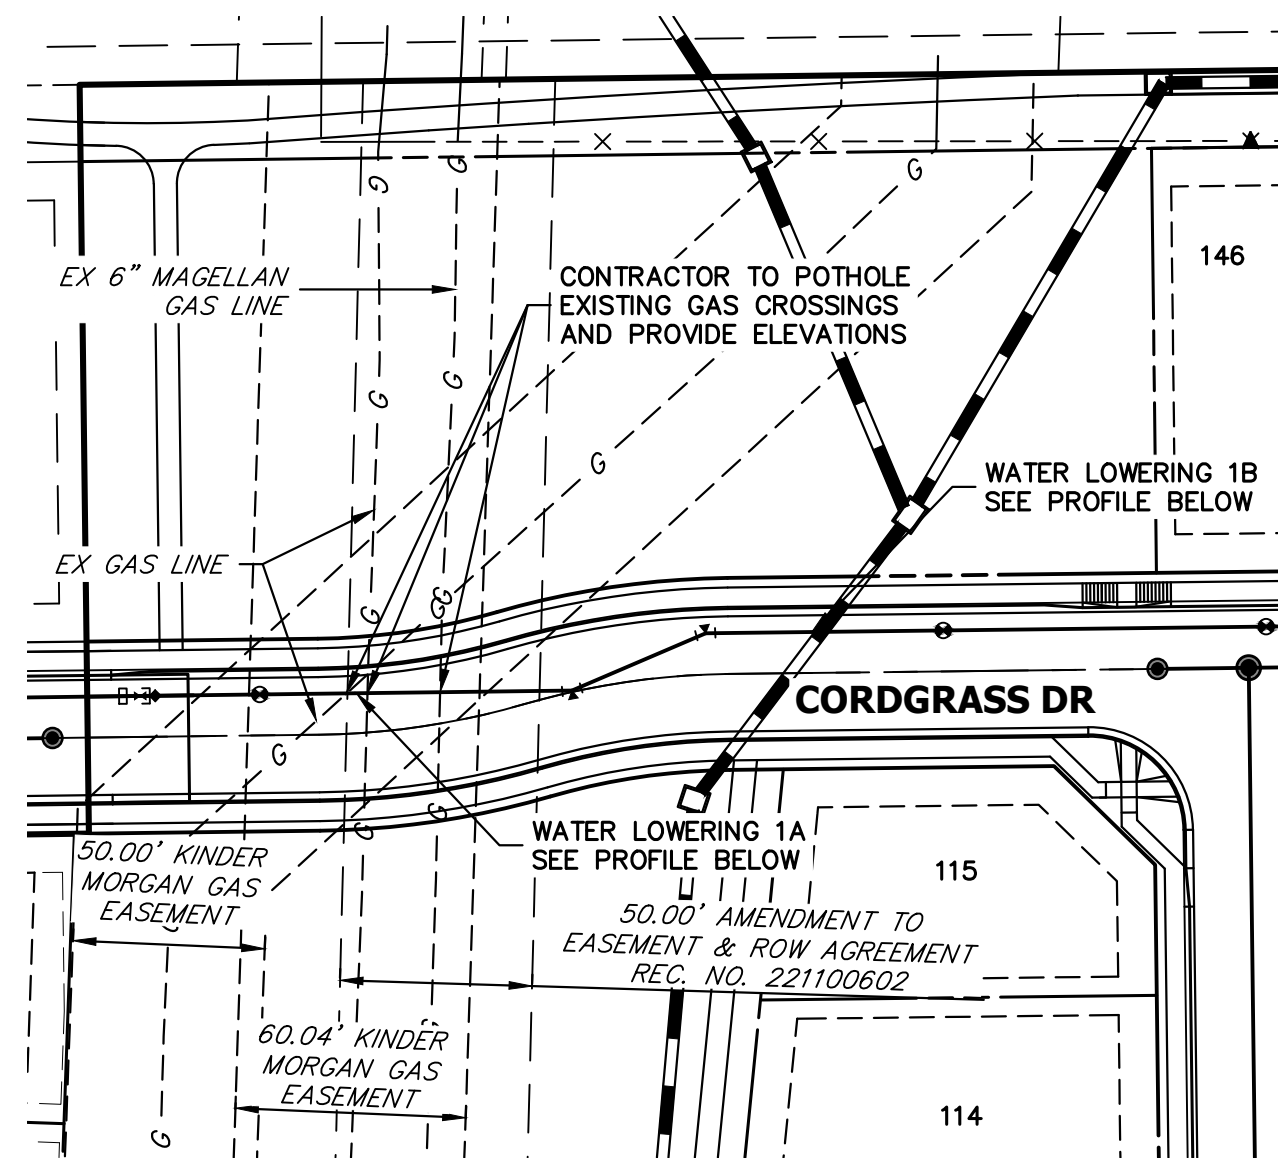 G
G
G
146
EX 6" MAGELLAN
GAS LINE
CONTRACTOR TO POTHOLE
EXISTING GAS CROSSINGS
AND PROVIDE ELEVATIONS
G
G
G
WATER LOWERING 1B
SEE PROFILE BELOW
EX GAS LINE
G
G
G
CORDGRASS DR
G
G
G
WATER LOWERING 1A
SEE PROFILE BELOW
115
50.00' KINDER
MORGAN GAS
EASEMENT
50.00' AMENDMENT TO
EASEMENT & ROW AGREEMENT
REC. NO. 221100602
60.04' KINDER
MORGAN GAS
EASEMENT
114
G